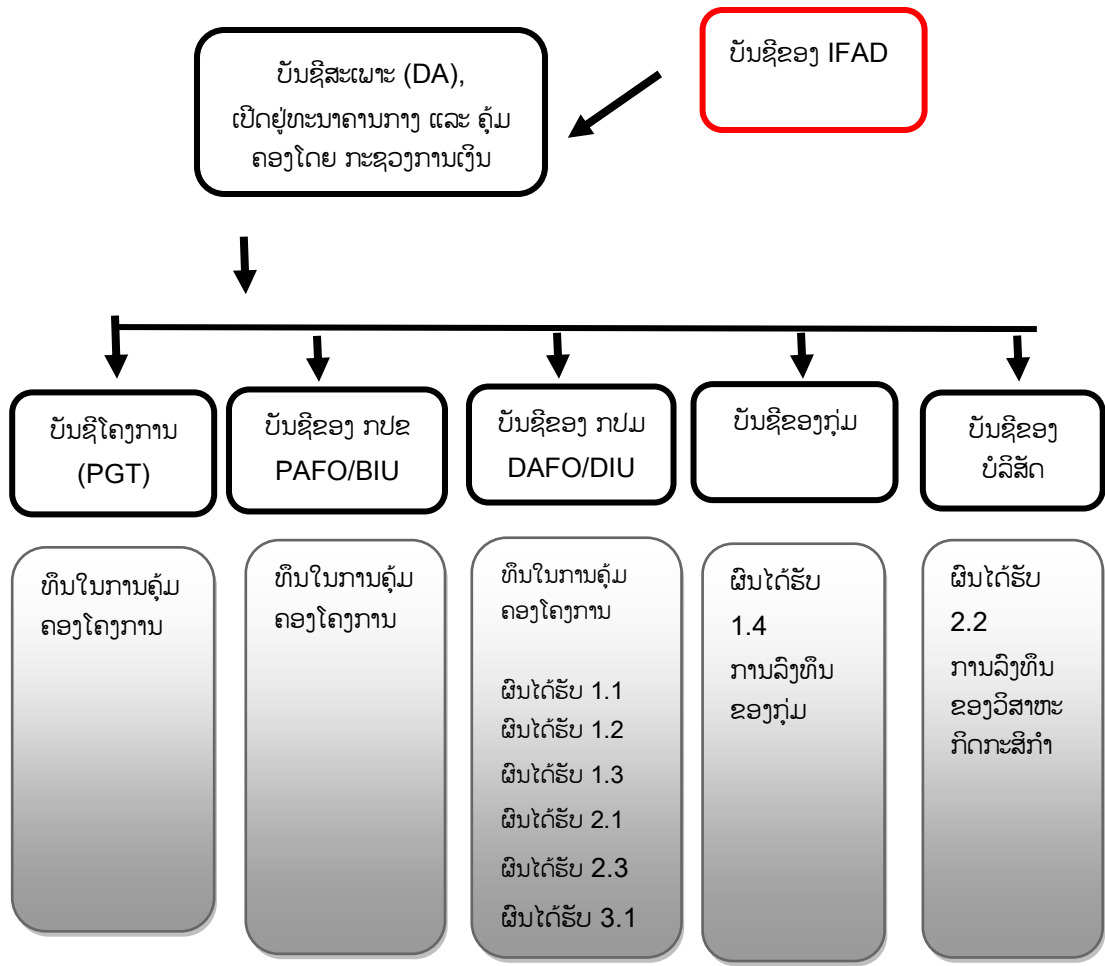 ບັນຊີສະເພາະ (DA),
ເປີດຢູ່ທະນາຄານກາງ ແລະ ຄຸ້ມ
ຄອງໂດຍ ກະຊວງການເງິນ
ບັນຊີຂອງ IFAD
ບັນຊີໂຄງການ
(PGT)
ບັນຊີຂອງ ກປຂ
PAFO/BIU
ບັນຊີຂອງ ກປມ
DAFO/DIU
ບັນຊີຂອງກຸ່ມ
ບັນຊີຂອງ
ບໍລິສັດ
ທຶນໃນການຄຸ້ມ
ຄອງໂຄງການ
ທຶນໃນການຄຸ້ມ
ຄອງໂຄງການ
ທຶນໃນການຄຸ້ມ
ຄອງໂຄງການ
ຜົນໄດ້ຮັບ 1.1
ຜົນໄດ້ຮັບ 1.2
ຜົນໄດ້ຮັບ 1.3
ຜົນໄດ້ຮັບ 2.1
ຜົນໄດ້ຮັບ 2.3
ຜົນໄດ້ຮັບ 3.1
ຜົນໄດ້ຮັບ
1.4
ການລົງທຶນ
ຂອງກຸ່ມ
ຜົນໄດ້ຮັບ
2.2
ການລົງທຶນ
ຂອງວິສາຫະ
ກິດກະສິກຳ